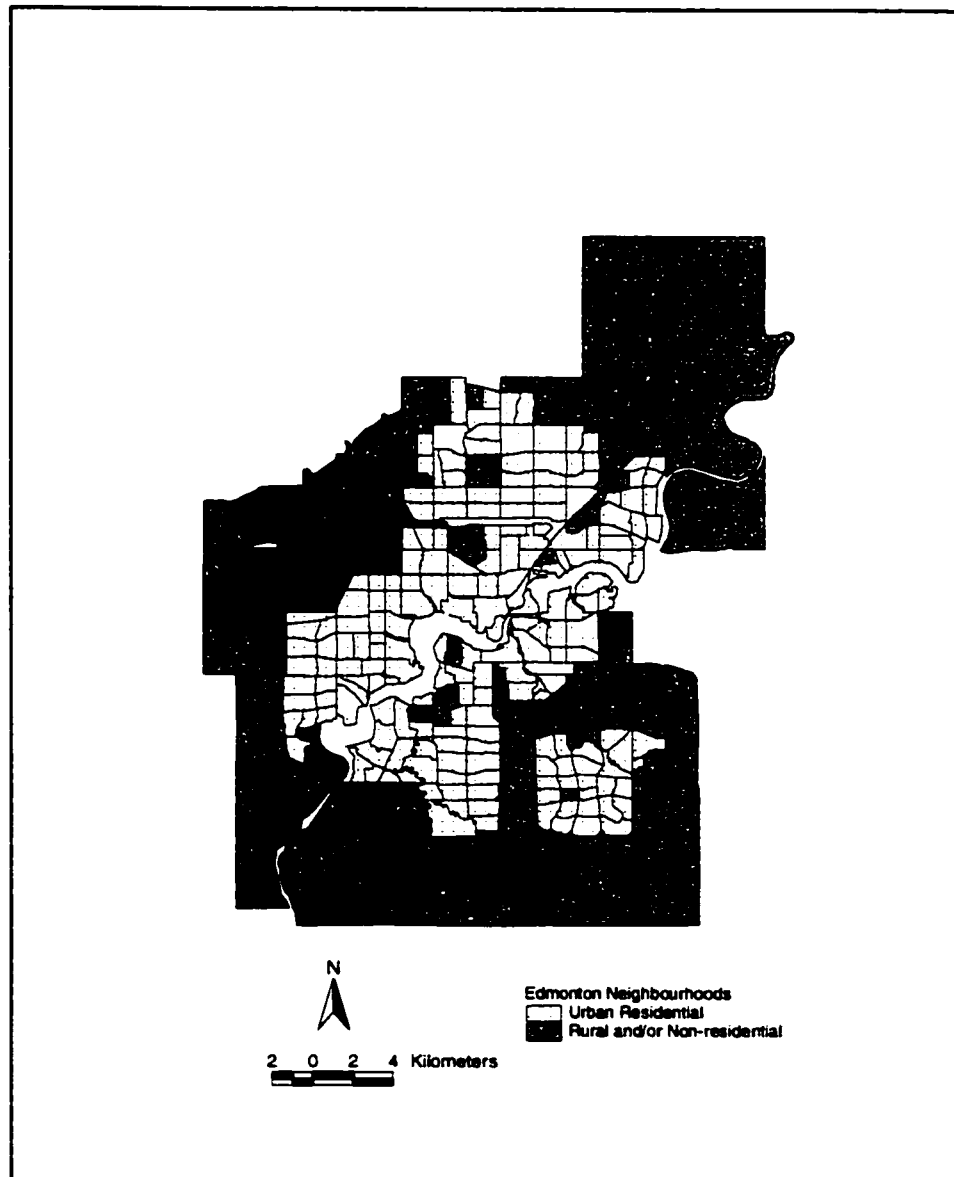 N
Edmonton Neighbourhoods
Urban Residential
Rural and/or Non-residential
2 0 2 4 Kilometers